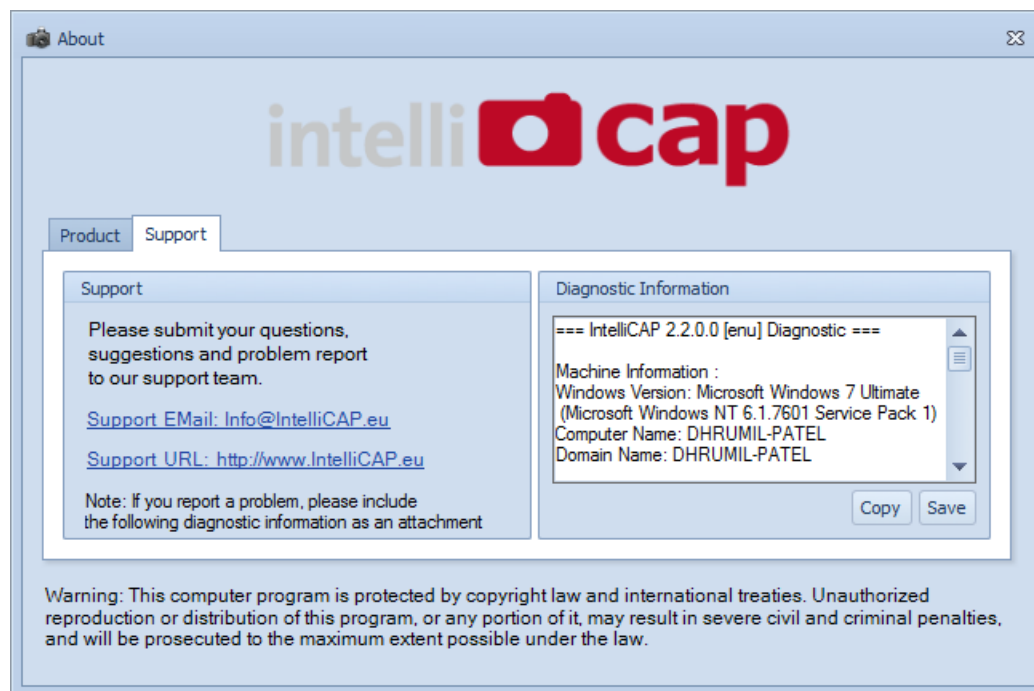 About
intelli cap
Product
Support
Support
Please submit your questions,
suggestions and problem report
to our support team.
Support EMail: Info@IntelliCAP.eu
Support URL: http://www.IntelliCAP.eu
Note: If you report a problem, please include
the following diagnostic information as an attachment
Diagnostic Information
=== IntelliCAP 2.2.0.0 [enu] Diagnostic ===
Machine Information :
Windows Version: Microsoft Windows 7 Ultimate
(Microsoft Windows NT 6.1.7601 Service Pack 1)
Computer Name: DHRUMIL-PATEL
Domain Name: DHRUMIL-PATEL
Copy
Save
Warning: This computer program is protected by copyright law and international treaties. Unauthorized
reproduction or distribution of this program, or any portion of it, may result in severe civil and criminal penalties,
and will be prosecuted to the maximum extent possible under the law.